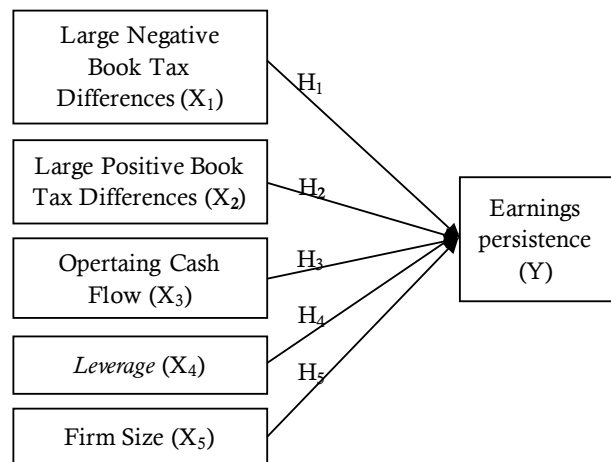 Large Negative
Book Tax
Differences (X₁)
H₁
Large Positive Book
Tax Differences (X₂)
H₂
Earnings
persistence
(Y)
Opertaing Cash
Flow (X₃)
H₃
H₄
Leverage (X₄)
H₅
Firm Size (X₅)